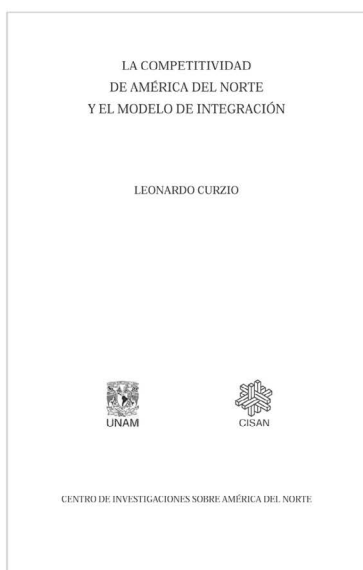 LA COMPETITIVIDAD
DE AMÉRICA DEL NORTE
Y EL MODELO DE INTEGRACIÓN
LEONARDO CURZIO
UNAM
CISAN
CENTRO DE INVESTIGACIONES SOBRE AMÉRICA DEL NORTE